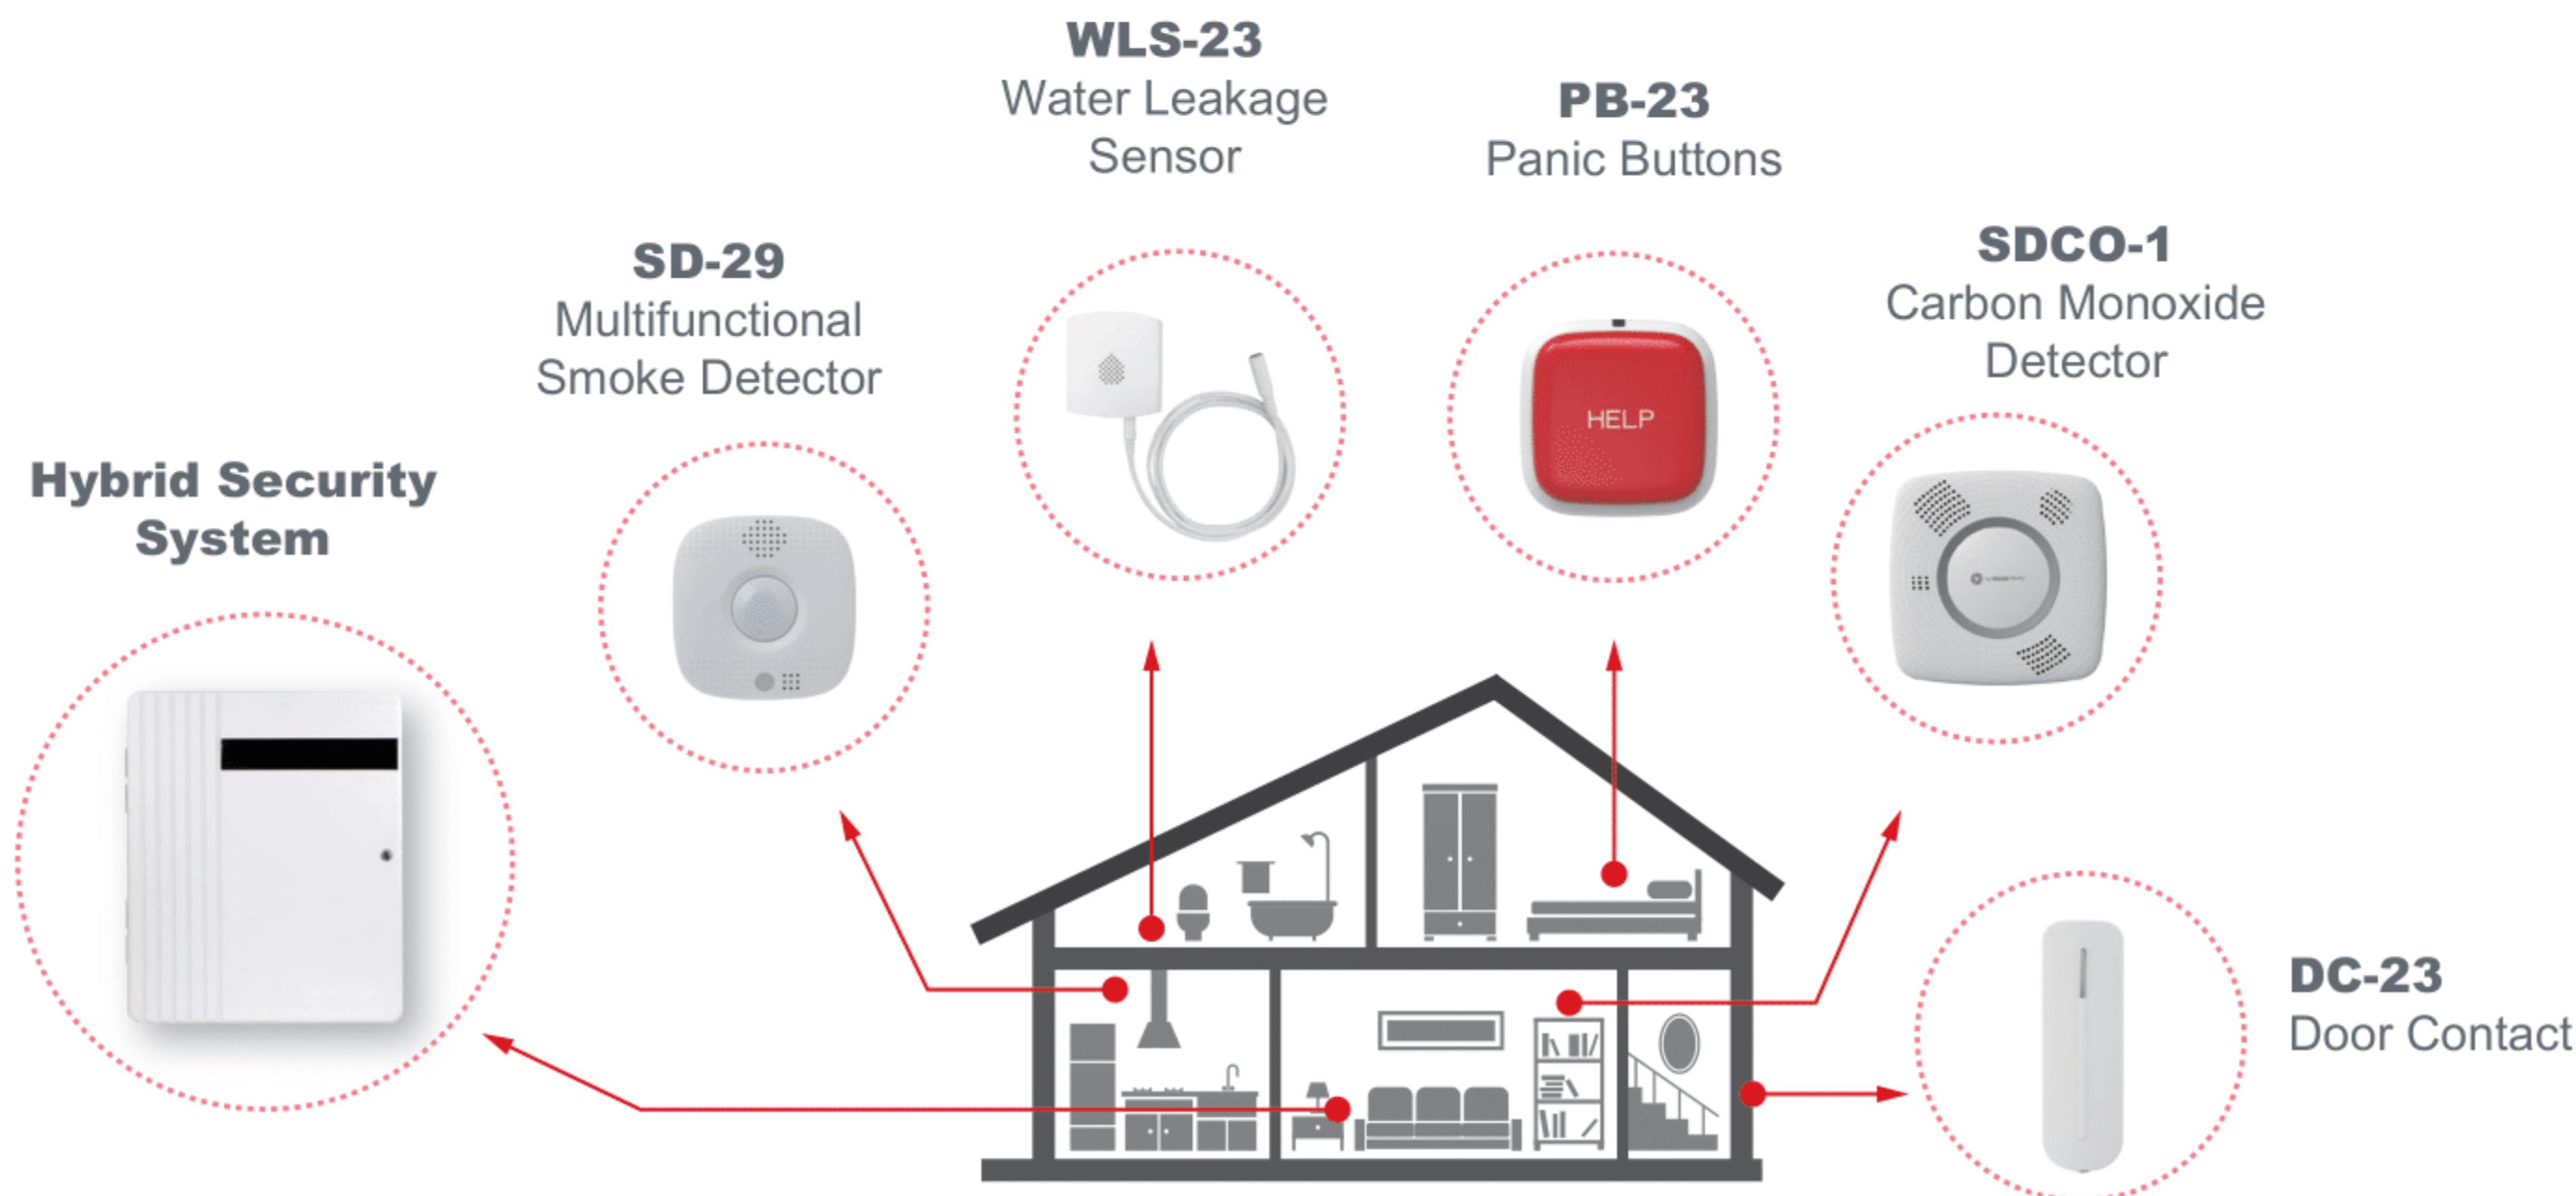 WLS-23
Water Leakage
Sensor
PB-23
Panic Buttons
SDCO-1
Carbon Monoxide
Detector
SD-29
Multifunctional
Smoke Detector
Hybrid Security
System
HELP
DC-23
Door Contact